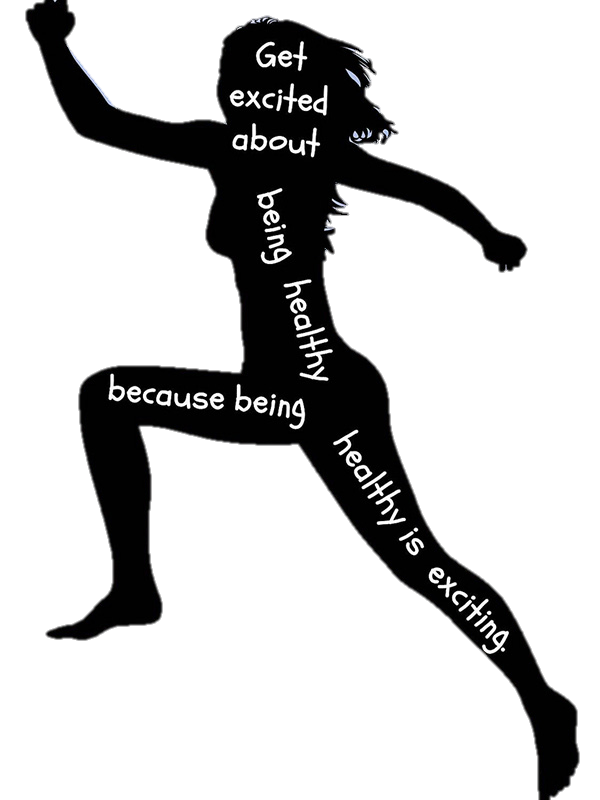 Get
excited
about
being healthy
because being
healthy is exciting.